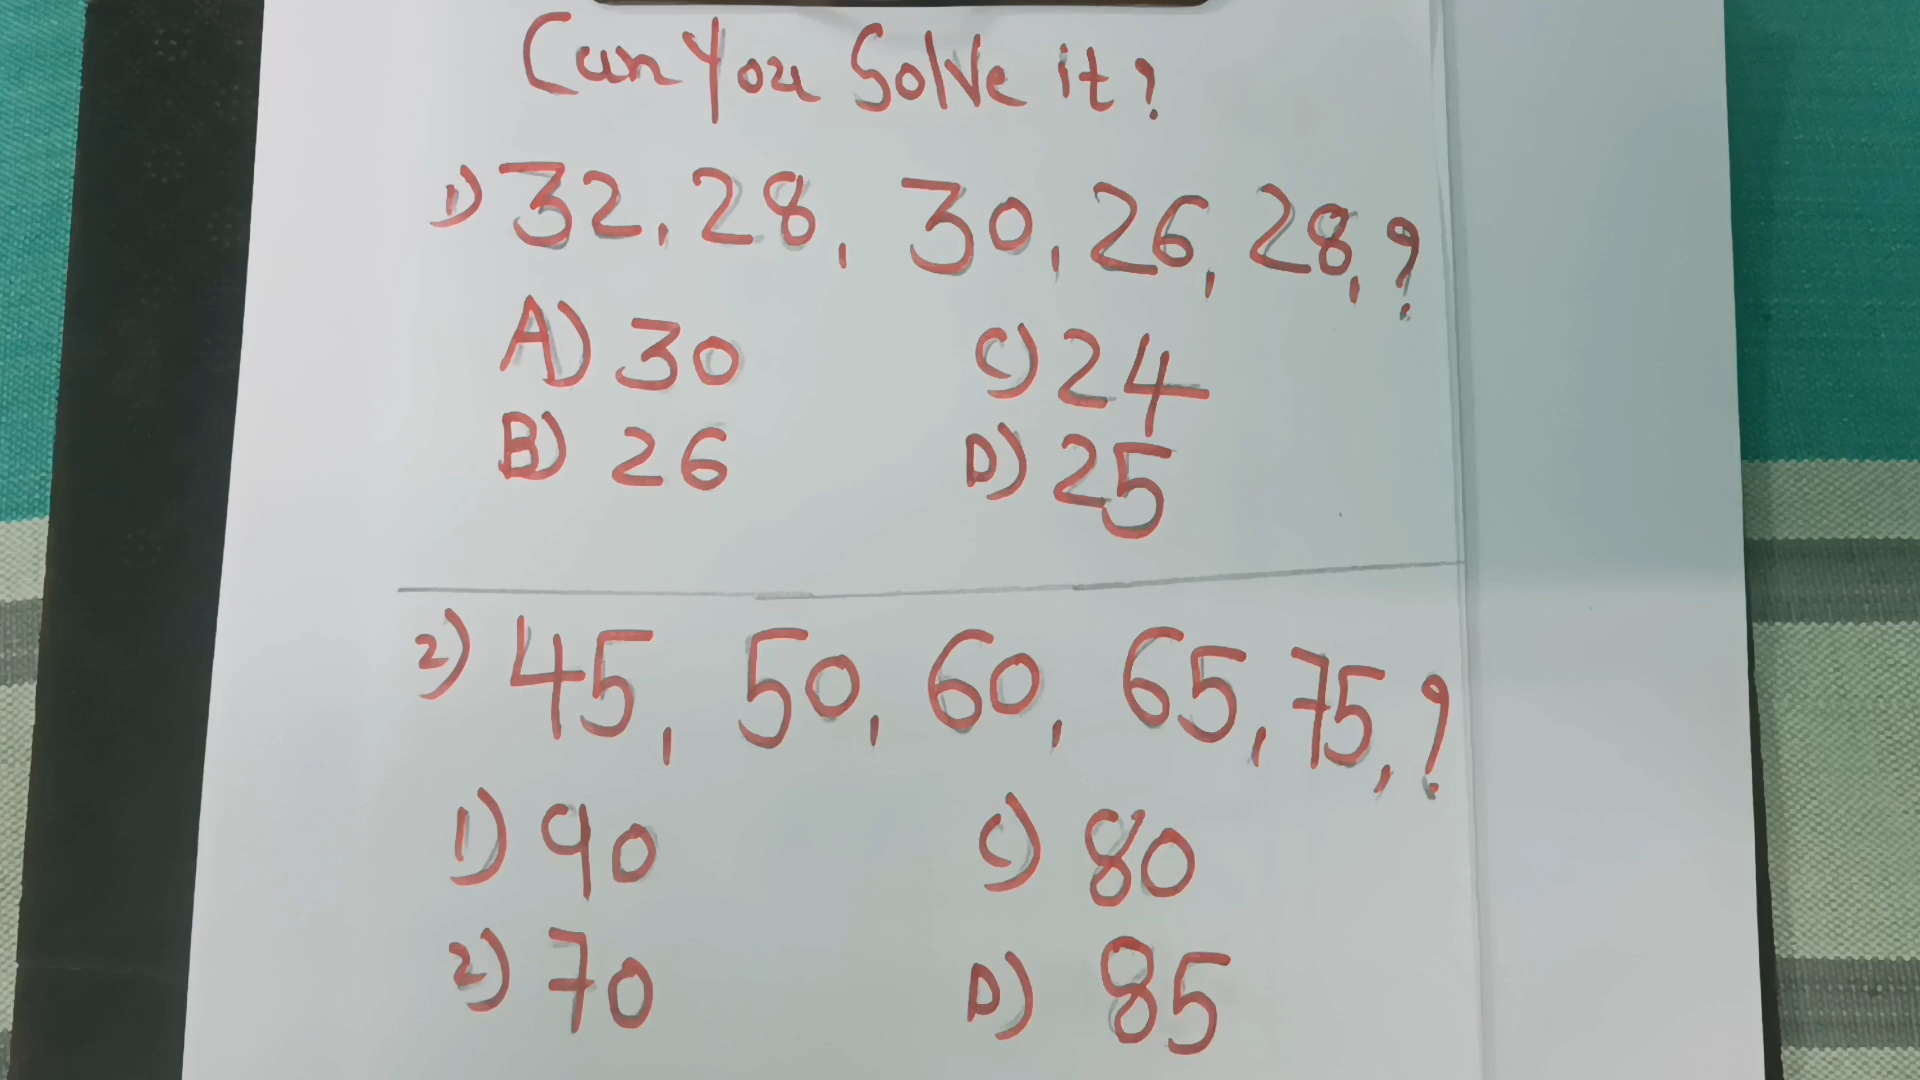 Can You Solve it?
1) 32, 28, 30, 26, 28, ?
A) 30 C) 24
B) 26 D) 25
2) 45, 50, 60, 65, 75, ?
1) 90 C) 80
2) 70 D) 85